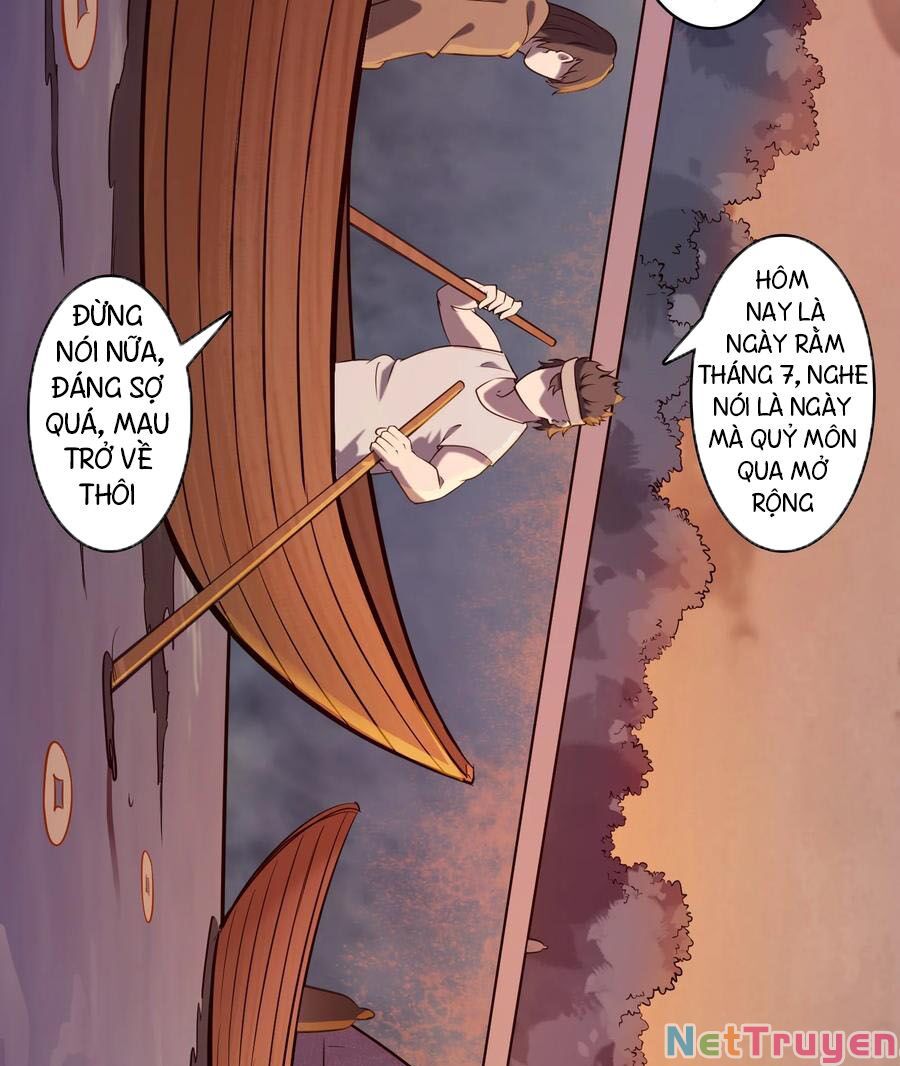 HÔM
NAY LÀ
NGÀY RẰM
THÁNG 7, NGHE
NÓI LÀ NGÀY
MÀ QUỶ MÔN
QUA MỞ
RỘNG
ĐỪNG
NÓI NỮA,
ĐÁNG SỢ
QUÁ, MAU
TRỞ VỀ
THÔI
NETTRUYEN